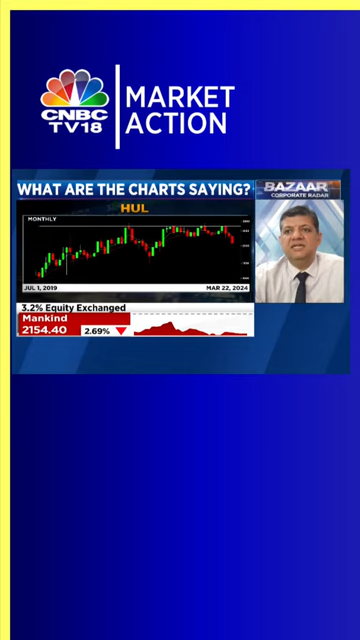 CNBC
TV18
MARKET
ACTION
WHAT ARE THE CHARTS SAYING?
BAZAAR
CORPORATE RADAR
HUL
MONTHLY
JUL 1, 2019
MAR 22, 2024
3.2% Equity Exchanged
Mankind
2154.40
2.69%